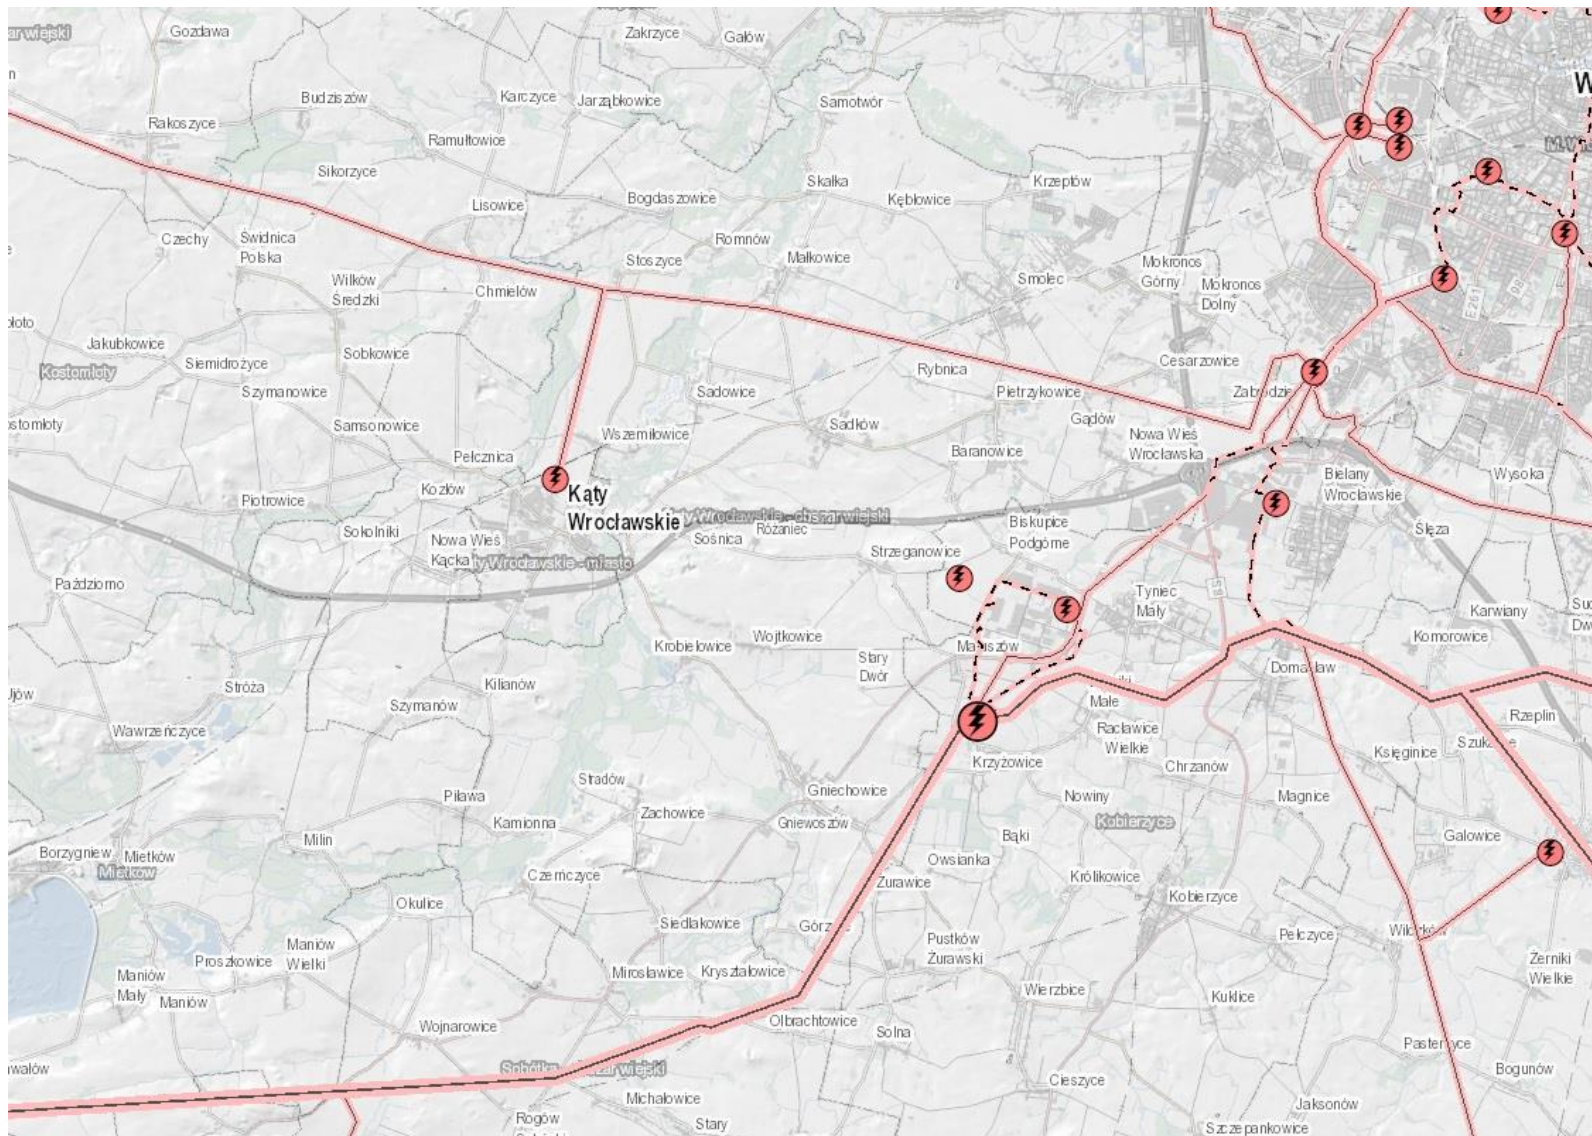 Gozdawa
Zakrzyce
Gałów
Budziszów
Karczyce
Jarząbkowice
Samotwór
Rakoszyce
Ramułtowice
Sikorzyce
Skałka
Krzeptów
Bogdaszowice
Kębłowice
Lisowice
Czechy
Świdnica
Polska
Romnów
Stoszyce
Małkowice
Mokronos
Górny
Smolec
Mokronos
Dolny
Wilków
Średzki
Chmielów
E261
98
Jakubkowice
Siemidrożyce
Sobkowice
Kostomłoty
Cesarzowice
Rybnica
Szymanowice
Sadowice
Pietrzykowice
Gądów
Samsonowice
Wszemiłowice
Sadków
Nowa Wieś
Wrocławska
Baranowice
Pełcznica
Bielany
Wrocławskie
Wysoka
Kozłów
Piotrowice
Kąty
Wrocławskie
Sokolniki
Nowa Wieś
Kącka
Sośnica
Różaniec
Biskupice
Podgórne
Ślęza
Strzeganowice
Paździorno
Tyniec
Mały
Karwiany
Komorowice
Krobielowice
Wojtkowice
Stary
Dwór
Stróża
Kilianów
Szymanów
Małe
Wawrzeńczyce
Racławice
Wielkie
Rzeplin
Księginice
Krzyżowice
Chrzanów
Stradów
Gniechowice
Nowiny
Magnice
Piława
Zachowice
Kamionna
Gniewoszów
Kobierzyce
Bąki
Galowice
Milin
Borzygniew
Mietków
Mietków
Owsianka
Czerńczyce
Żurawice
Królikowice
Kobierzyce
Okulice
Siedlakowice
Pełczyce
Maniów
Wielki
Pustków
Żurawski
Proszkowice
Żerniki
Wielkie
Maniów
Mały
Maniów
Mirosławice
Kryształowice
Wierzbice
Kuklice
Wojnarowice
Olbrachtowice
Solna
Bogunów
Cieszyce
Michałowice
Jaksonów
Rogów
Stary
Szczepankowice